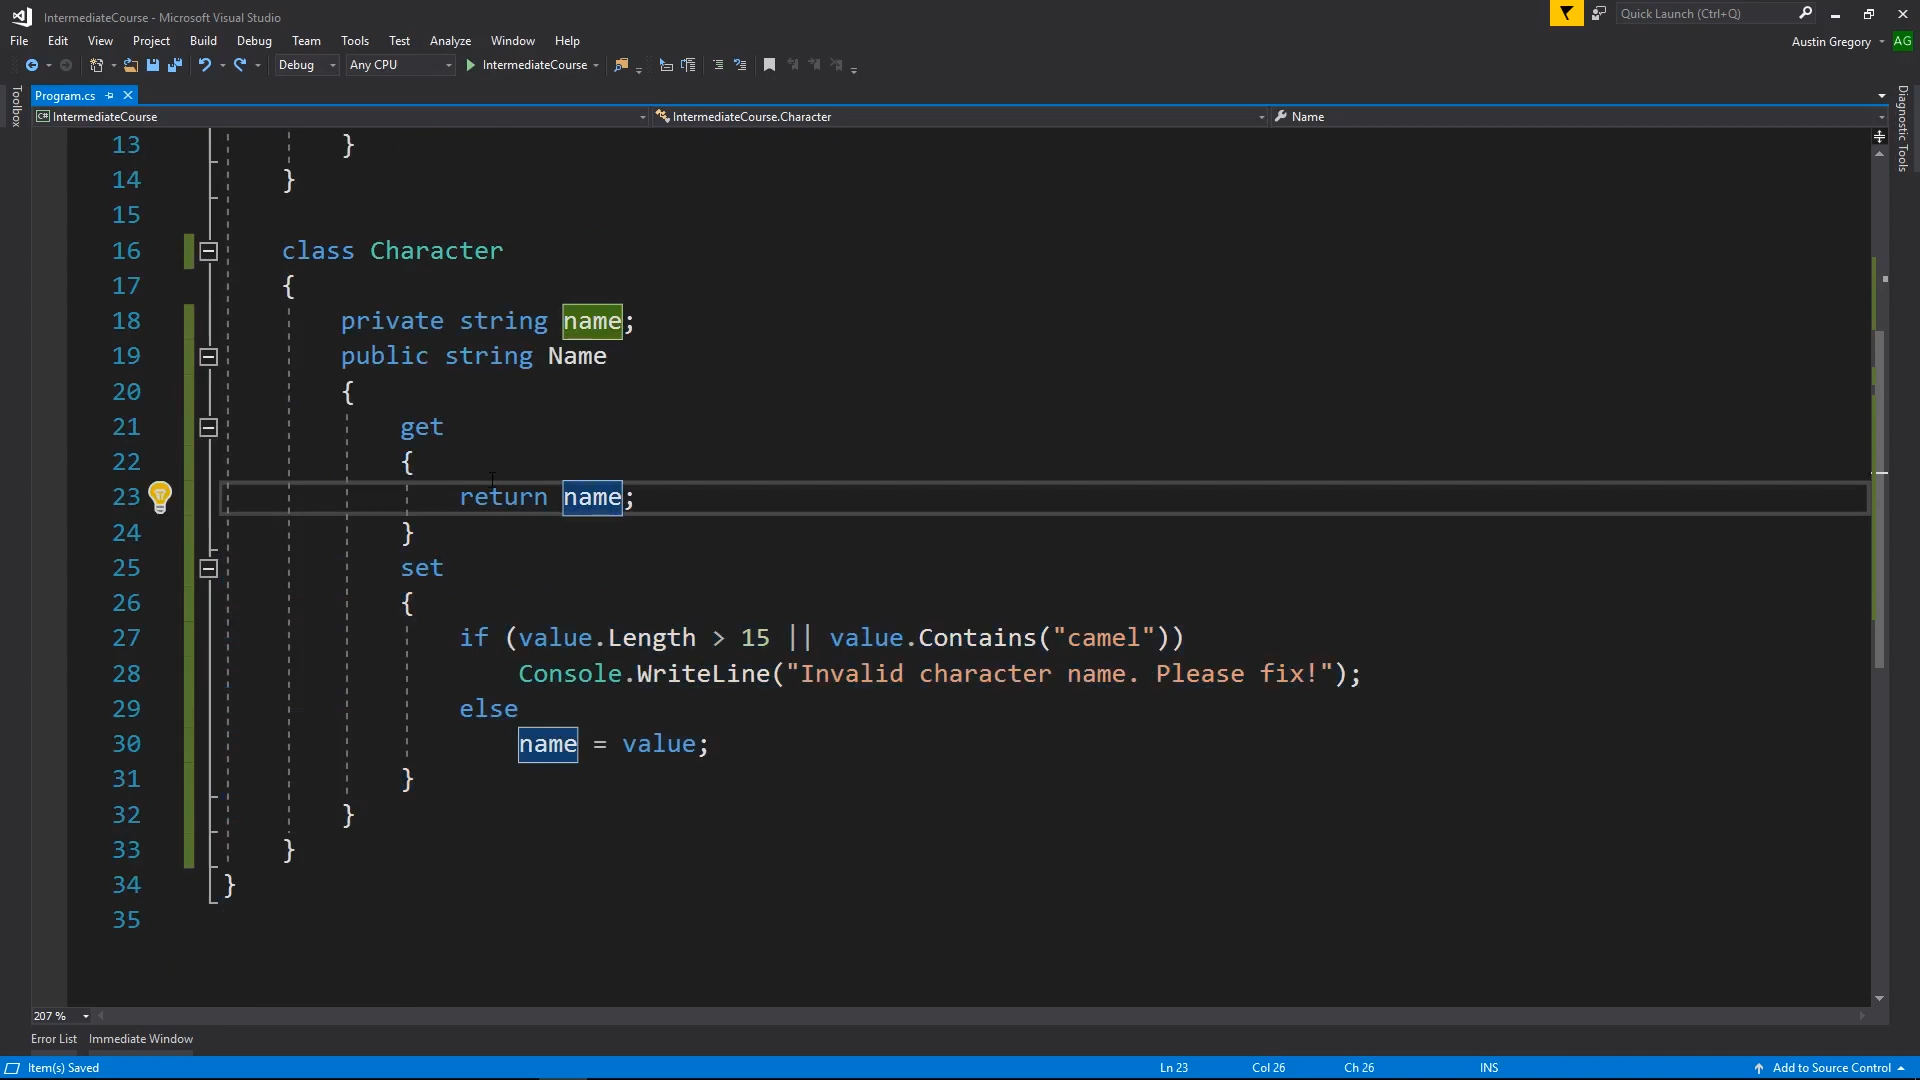 IntermediateCourse - Microsoft Visual Studio
Quick Launch (Ctrl+Q)
File Edit View Project Build Debug Team Tools Test Analyze Window Help
Austin Gregory AG
Debug Any CPU IntermediateCourse
Toolbox
Program.cs
Diagnostic Tools
C# IntermediateCourse IntermediateCourse.Character Name
13 }
14 }
15
16 class Character
17 {
18 private string name;
19 public string Name
20 {
21 get
22 {
23 return name;
24 }
25 set
26 {
27 if (value.Length > 15 || value.Contains("camel"))
28 Console.WriteLine("Invalid character name. Please fix!");
29 else
30 name = value;
31 }
32 }
33 }
34 }
35
207 %
Error List Immediate Window
Item(s) Saved Ln 23 Col 26 Ch 26 INS Add to Source Control